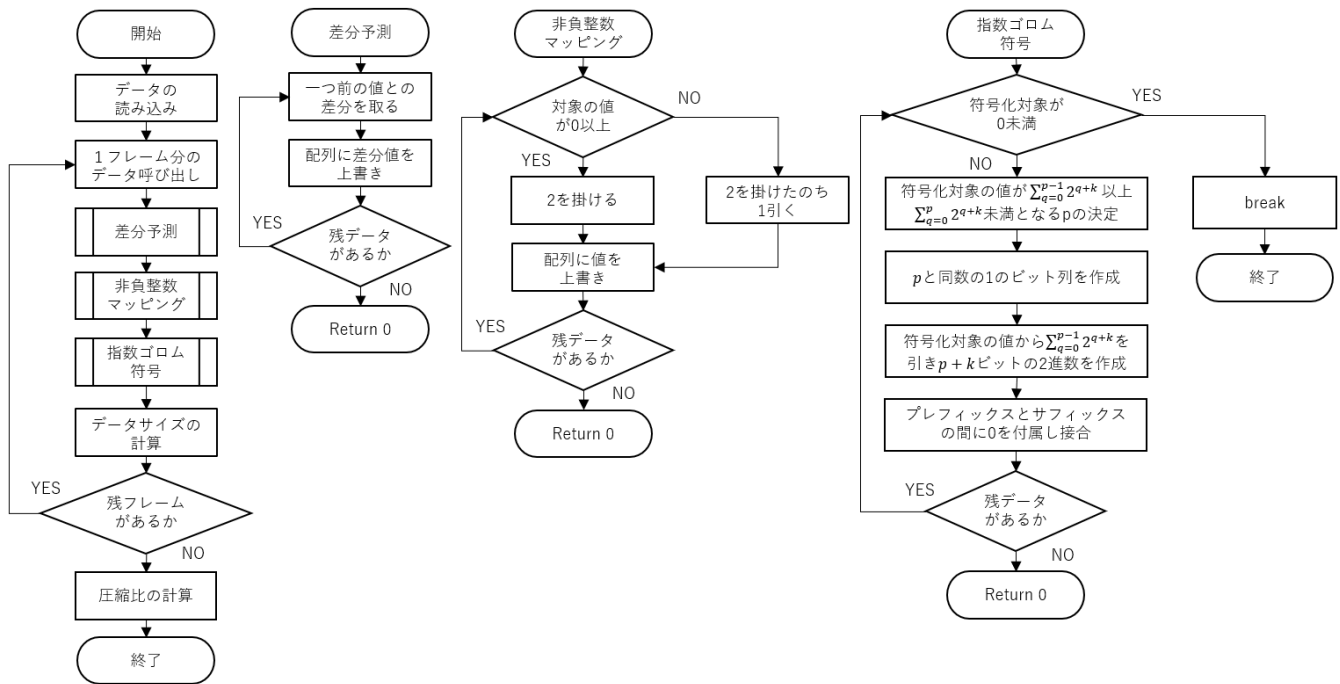 開始
データの
読み込み
1フレーム分の
データ呼び出し
差分予測
非負整数
マッピング
指数ゴロム
符号
データサイズの
計算
YES
残フレーム
があるか
NO
圧縮比の計算
終了
差分予測
一つ前の値との
差分を取る
配列に差分値を
上書き
YES
残データ
があるか
NO
Return 0
非負整数
マッピング
対象の値
が0以上
NO
YES
2を掛ける
2を掛けたのち
1引く
配列に値を
上書き
YES
残データ
があるか
NO
Return 0
指数ゴロム
符号
符号化対象が
0未満
YES
NO
符号化対象の値が$\sum_{q=0}^{p-1} 2^{q+k}$ 以上
$\sum_{q=0}^{p} 2^{q+k}$未満となるpの決定
pと同数の1のビット列を作成
符号化対象の値から$\sum_{q=0}^{p-1} 2^{q+k}$を
引きp + kビットの2進数を作成
プレフィックスとサフィックス
の間に0を付属し接合
YES
残データ
があるか
NO
Return 0
break
終了